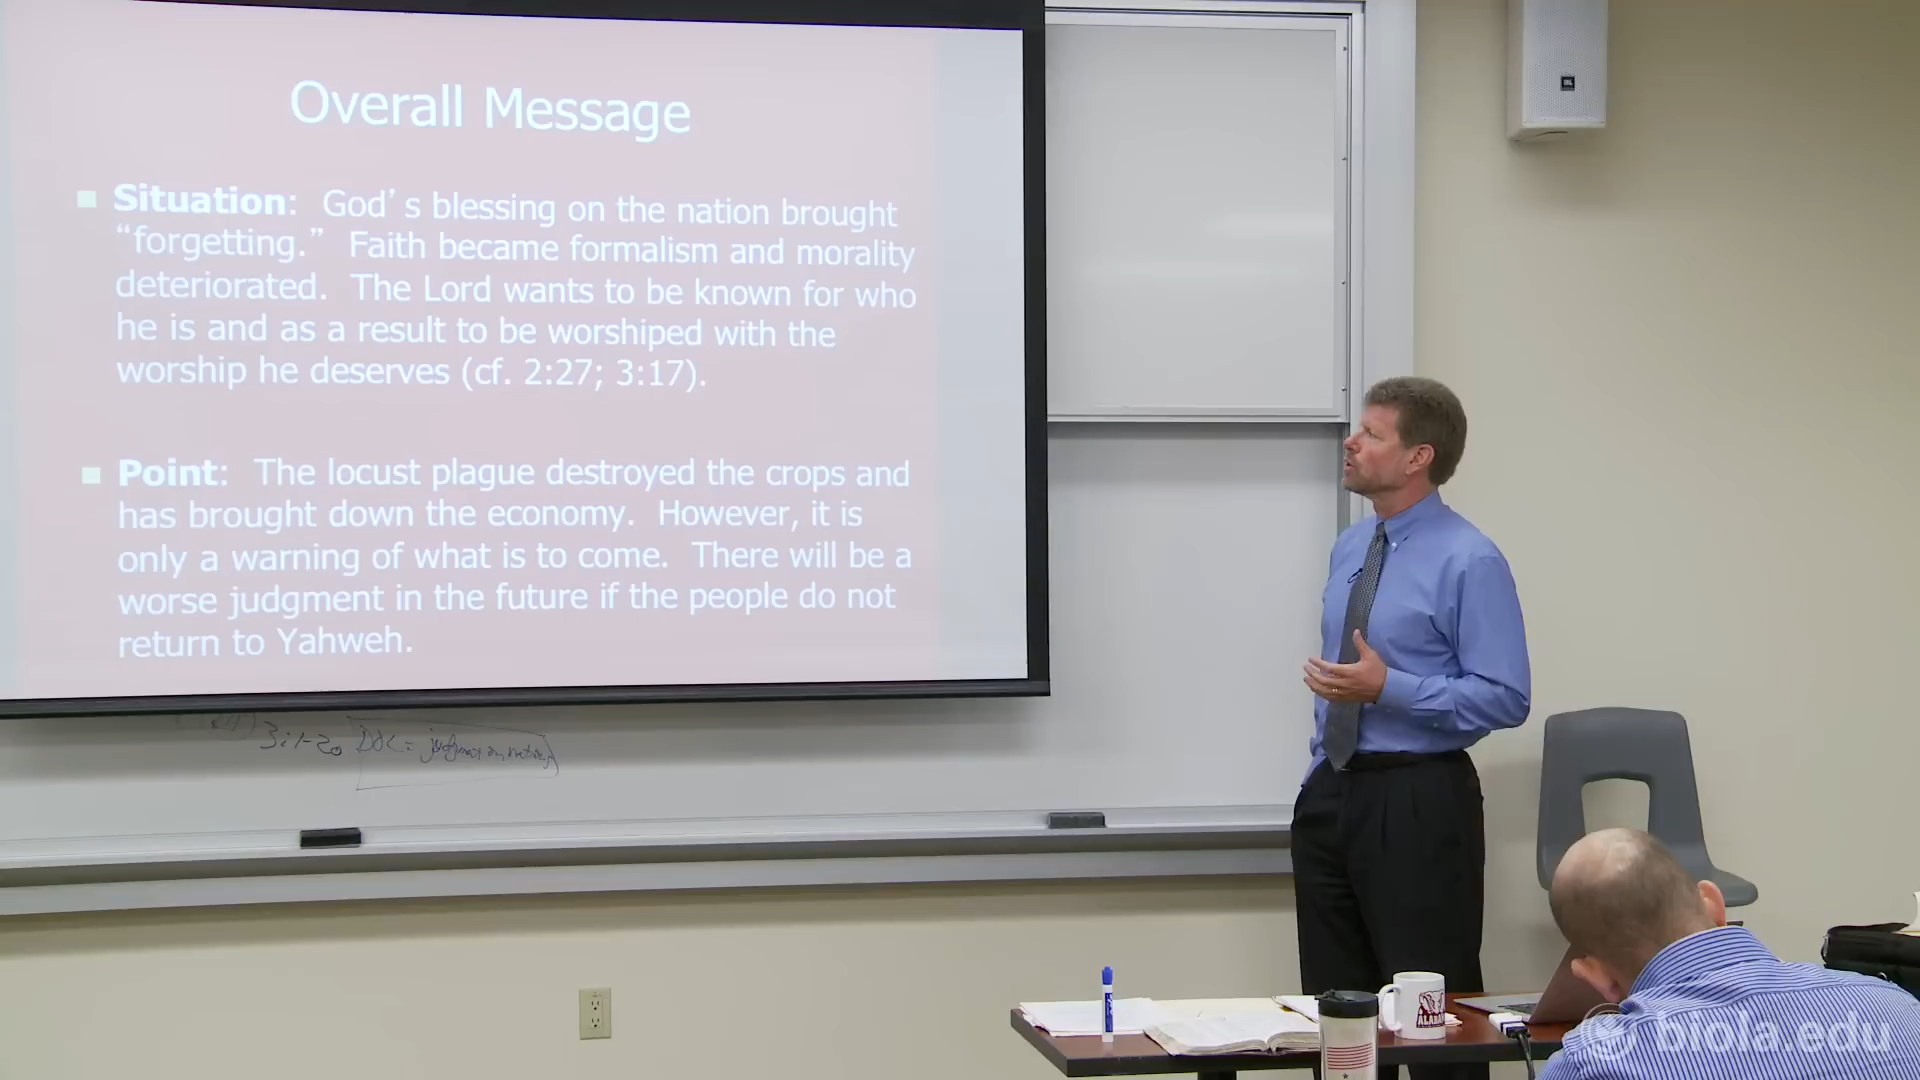 Overall Message
Situation: God's blessing on the nation brought
“forgetting.” Faith became formalism and morality
deteriorated. The Lord wants to be known for who
he is and as a result to be worshiped with the
worship he deserves (cf. 2:27; 3:17).
Point: The locust plague destroyed the crops and
has brought down the economy. However, it is
only a warning of what is to come. There will be a
worse judgment in the future if the people do not
return to Yahweh.
3:1-20 = judgment on nations
JBL
biola.edu